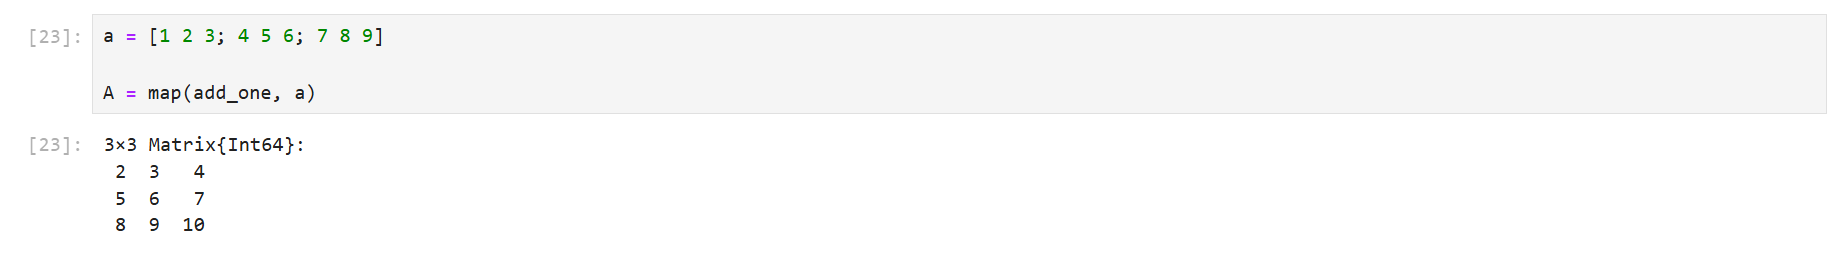 [23]: a = [1 2 3; 4 5 6; 7 8 9]
A = map(add_one, a)
[23]: 3×3 Matrix{Int64}:
2 3 4
5 6 7
8 9 10